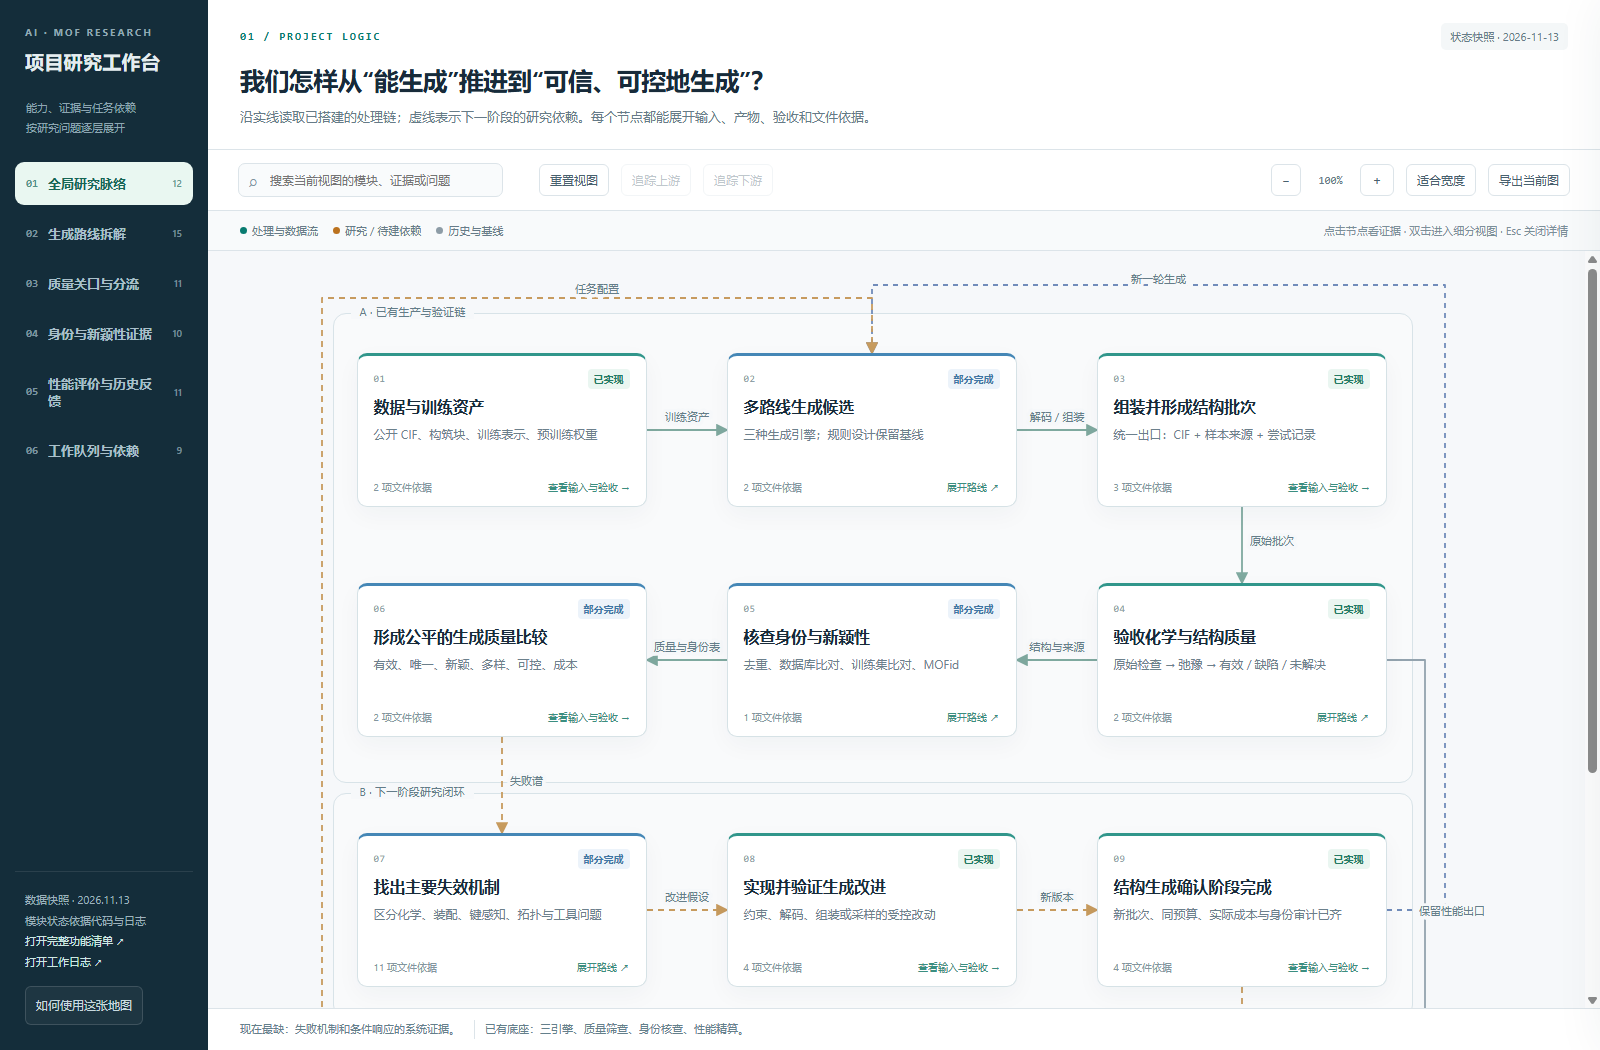 AI · MOF RESEARCH
项目研究工作台
能力、证据与任务依赖
按研究问题逐层展开
01 全局研究脉络 12
02 生成路线拆解 15
03 质量关口与分流 11
04 身份与新颖性证据 10
05 性能评价与历史反馈 11
06 工作队列与依赖 9
数据快照 · 2026.11.13
模块状态依据代码与日志
打开完整功能清单 ↗
打开工作日志 ↗
如何使用这张地图
01 / PROJECT LOGIC
状态快照 · 2026-11-13
我们怎样从“能生成”推进到“可信、可控地生成”？
沿实线读取已搭建的处理链；虚线表示下一阶段的研究依赖。每个节点都能展开输入、产物、验收和文件依据。
搜索当前视图的模块、证据或问题
重置视图 追踪上游 追踪下游
− 100% + 适合宽度 导出当前图
处理与数据流 研究 / 待建依赖 历史与基线
点击节点看证据 · 双击进入细分视图 · Esc 关闭详情
新一轮生成
任务配置
A · 已有生产与验证链
01 已实现
数据与训练资产
公开 CIF、构筑块、训练表示、预训练权重
2 项文件依据 查看输入与验收 →
训练资产
02 部分完成
多路线生成候选
三种生成引擎；规则设计保留基线
2 项文件依据 展开路线 ↗
解码 / 组装
03 已实现
组装并形成结构批次
统一出口：CIF + 样本来源 + 尝试记录
3 项文件依据 查看输入与验收 →
原始批次
06 部分完成
形成公平的生成质量比较
有效、唯一、新颖、多样、可控、成本
2 项文件依据 查看输入与验收 →
质量与身份表
05 部分完成
核查身份与新颖性
去重、数据库比对、训练集比对、MOFid
1 项文件依据 展开路线 ↗
结构与来源
04 已实现
验收化学与结构质量
原始检查 → 弛豫 → 有效 / 缺陷 / 未解决
2 项文件依据 展开路线 ↗
失败谱
B · 下一阶段研究闭环
07 部分完成
找出主要失效机制
区分化学、装配、键感知、拓扑与工具问题
11 项文件依据 展开路线 ↗
改进假设
08 已实现
实现并验证生成改进
约束、解码、组装或采样的受控改动
4 项文件依据 查看输入与验收 →
新版本
09 已实现
结构生成确认阶段完成
新批次、同预算、实际成本与身份审计已齐
4 项文件依据 查看输入与验收 →
保留性能出口
现在最缺：失败机制和条件响应的系统证据。 已有底座：三引擎、质量筛查、身份核查、性能精算。